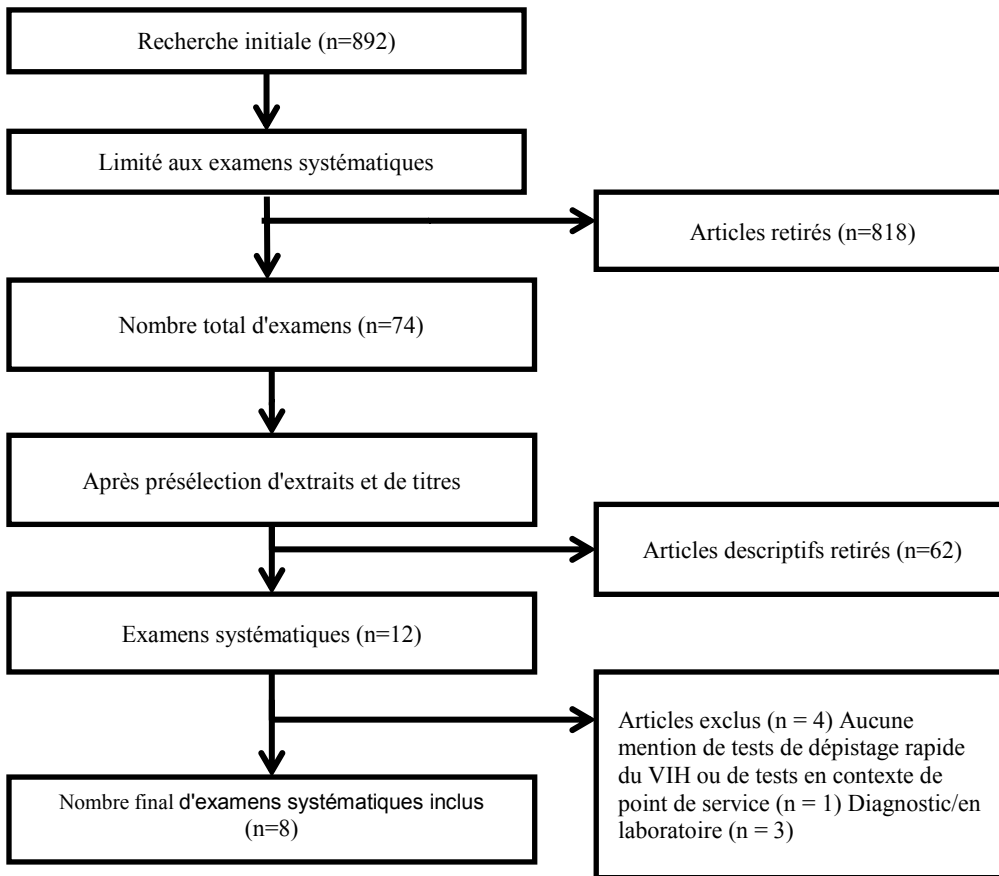 Recherche initiale (n=892)
Limité aux examens systématiques
Articles retirés (n=818)
Nombre total d'examens (n=74)
Après présélection d'extraits et de titres
Articles descriptifs retirés (n=62)
Examens systématiques (n=12)
Articles exclus (n = 4) Aucune
mention de tests de dépistage rapide
du VIH ou de tests en contexte de
point de service (n = 1) Diagnostic/en
laboratoire (n = 3)
Nombre final d'examens systématiques inclus
(n=8)